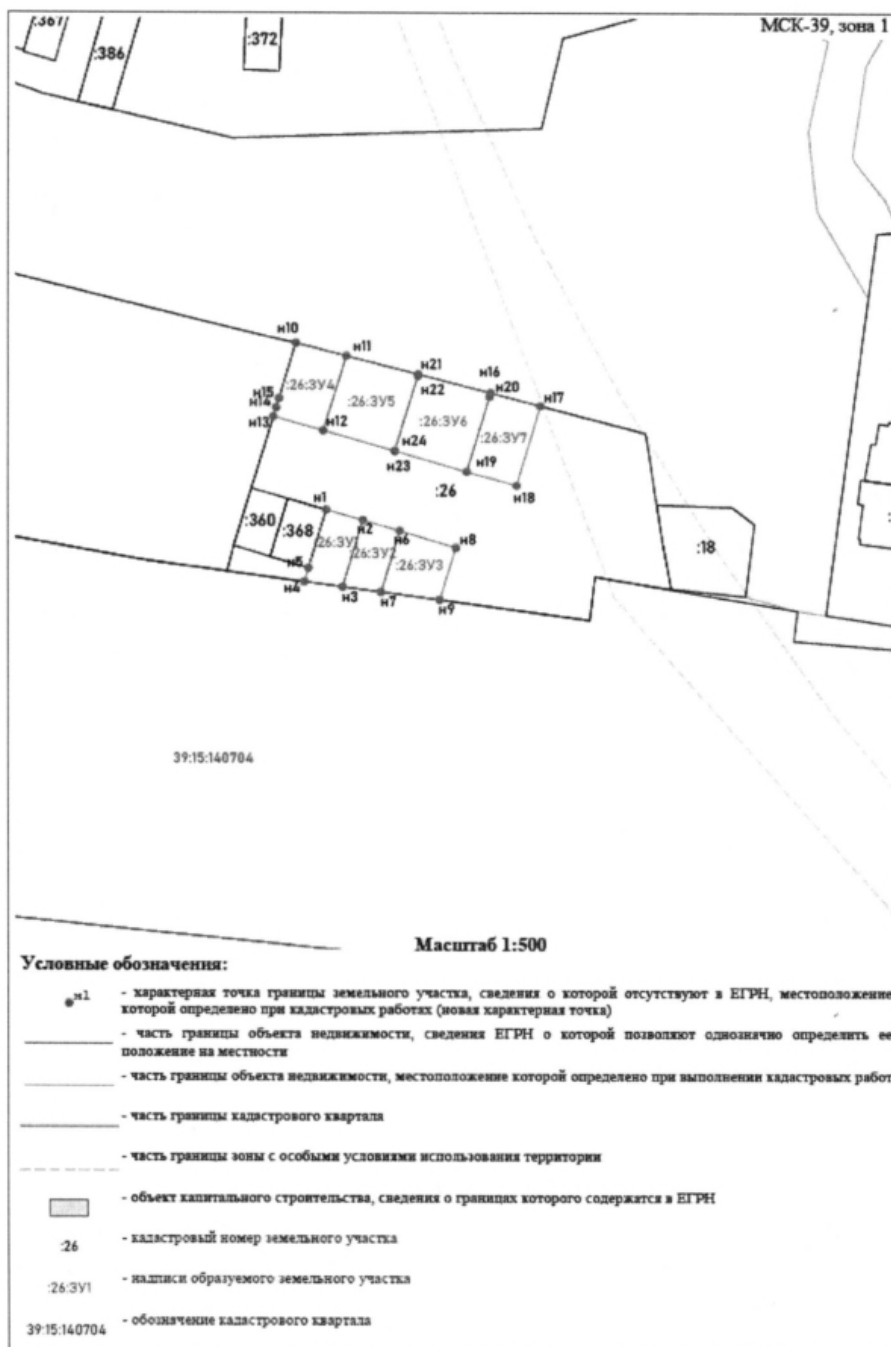 МСК-39, зона 1
:367
:386
:372
н10
н11
н21
н22
н16
н20
н17
н15
н14
н13
:26:ЗУ4
:26:ЗУ5
:26:ЗУ6
:26:ЗУ7
н12
н24
н23
н19
н18
:26
:360
:368
н1
н2
н6
н8
:26:ЗУ1
:26:ЗУ2
:26:ЗУ3
н5
н4
н3
н7
н9
:18
39:15:140704
Масштаб 1:500
Условные обозначения:
н1
- характерная точка границы земельного участка, сведения о которой отсутствуют в ЕГРН, местоположение
которой определено при кадастровых работах (новая характерная точка)
- часть границы объекта недвижимости, сведения ЕГРН о которой позволяют однозначно определить ее
положение на местности
- часть границы объекта недвижимости, местоположение которой определено при выполнении кадастровых работ
- часть границы кадастрового квартала
- часть границы зоны с особыми условиями использования территории
- объект капитального строительства, сведения о границах которого содержатся в ЕГРН
:26
- кадастровый номер земельного участка
:26:ЗУ1
- надписи образуемого земельного участка
39:15:140704
- обозначение кадастрового квартала